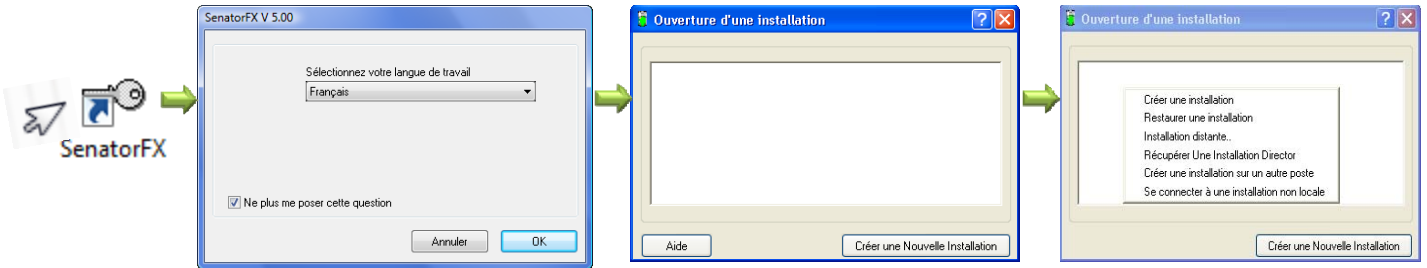 SenatorFX
SenatorFX V 5.00
Sélectionnez votre langue de travail
Français
Ne plus me poser cette question
Annuler
OK
Ouverture d'une installation
Aide
Créer une Nouvelle Installation
Ouverture d'une installation
Créer une installation
Restaurer une installation
Installation distante..
Récupérer Une Installation Director
Créer une installation sur un autre poste
Se connecter à une installation non locale
Créer une Nouvelle Installation